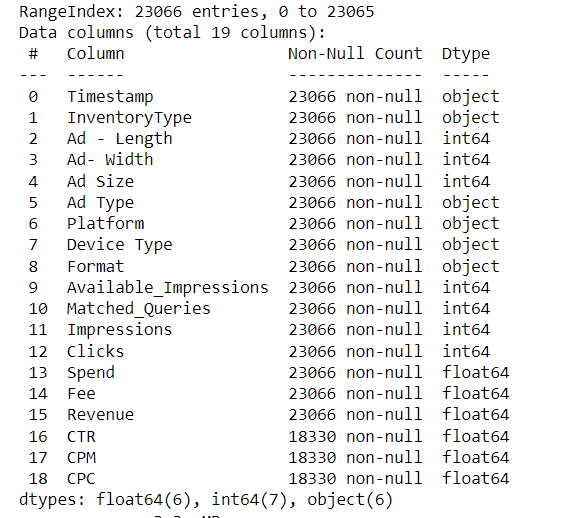 RangeIndex: 23066 entries, 0 to 23065
Data columns (total 19 columns):
#   Column                 Non-Null Count  Dtype
---  ------                 --------------  -----
0   Timestamp              23066 non-null  object
1   InventoryType          23066 non-null  object
2   Ad - Length            23066 non-null  int64
3   Ad- Width              23066 non-null  int64
4   Ad Size                23066 non-null  int64
5   Ad Type                23066 non-null  object
6   Platform               23066 non-null  object
7   Device Type            23066 non-null  object
8   Format                 23066 non-null  object
9   Available_Impressions  23066 non-null  int64
10  Matched_Queries        23066 non-null  int64
11  Impressions            23066 non-null  int64
12  Clicks                 23066 non-null  int64
13  Spend                  23066 non-null  float64
14  Fee                    23066 non-null  float64
15  Revenue                23066 non-null  float64
16  CTR                    18330 non-null  float64
17  CPM                    18330 non-null  float64
18  CPC                    18330 non-null  float64
dtypes: float64(6), int64(7), object(6)